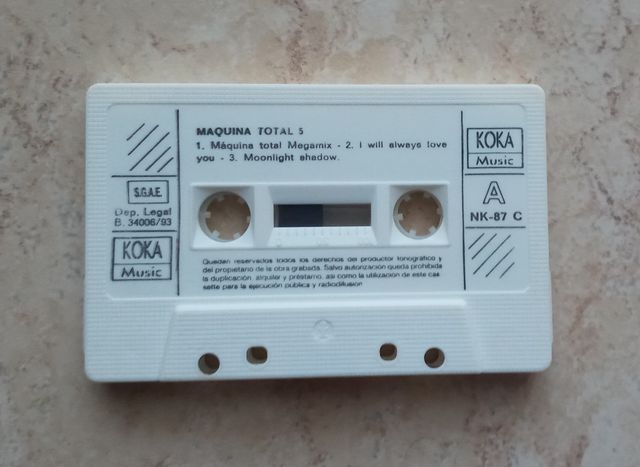 MAQUINA TOTAL 5
1. Máquina total Megamix - 2. I will always love
you - 3. Moonlight shadow.
S.G.A.E.
Dep. Legal
B. 34006/93
KOKA
Music
KOKA
Music
A
NK-87 C
Quedan reservados todos los derechos del productor fonográfico y
del propietario de la obra grabada. Salvo autorización queda prohibida
la duplicación, alquiler y préstamo, así como la utilización de este cas
sette para la ejecución pública y radiodifusión